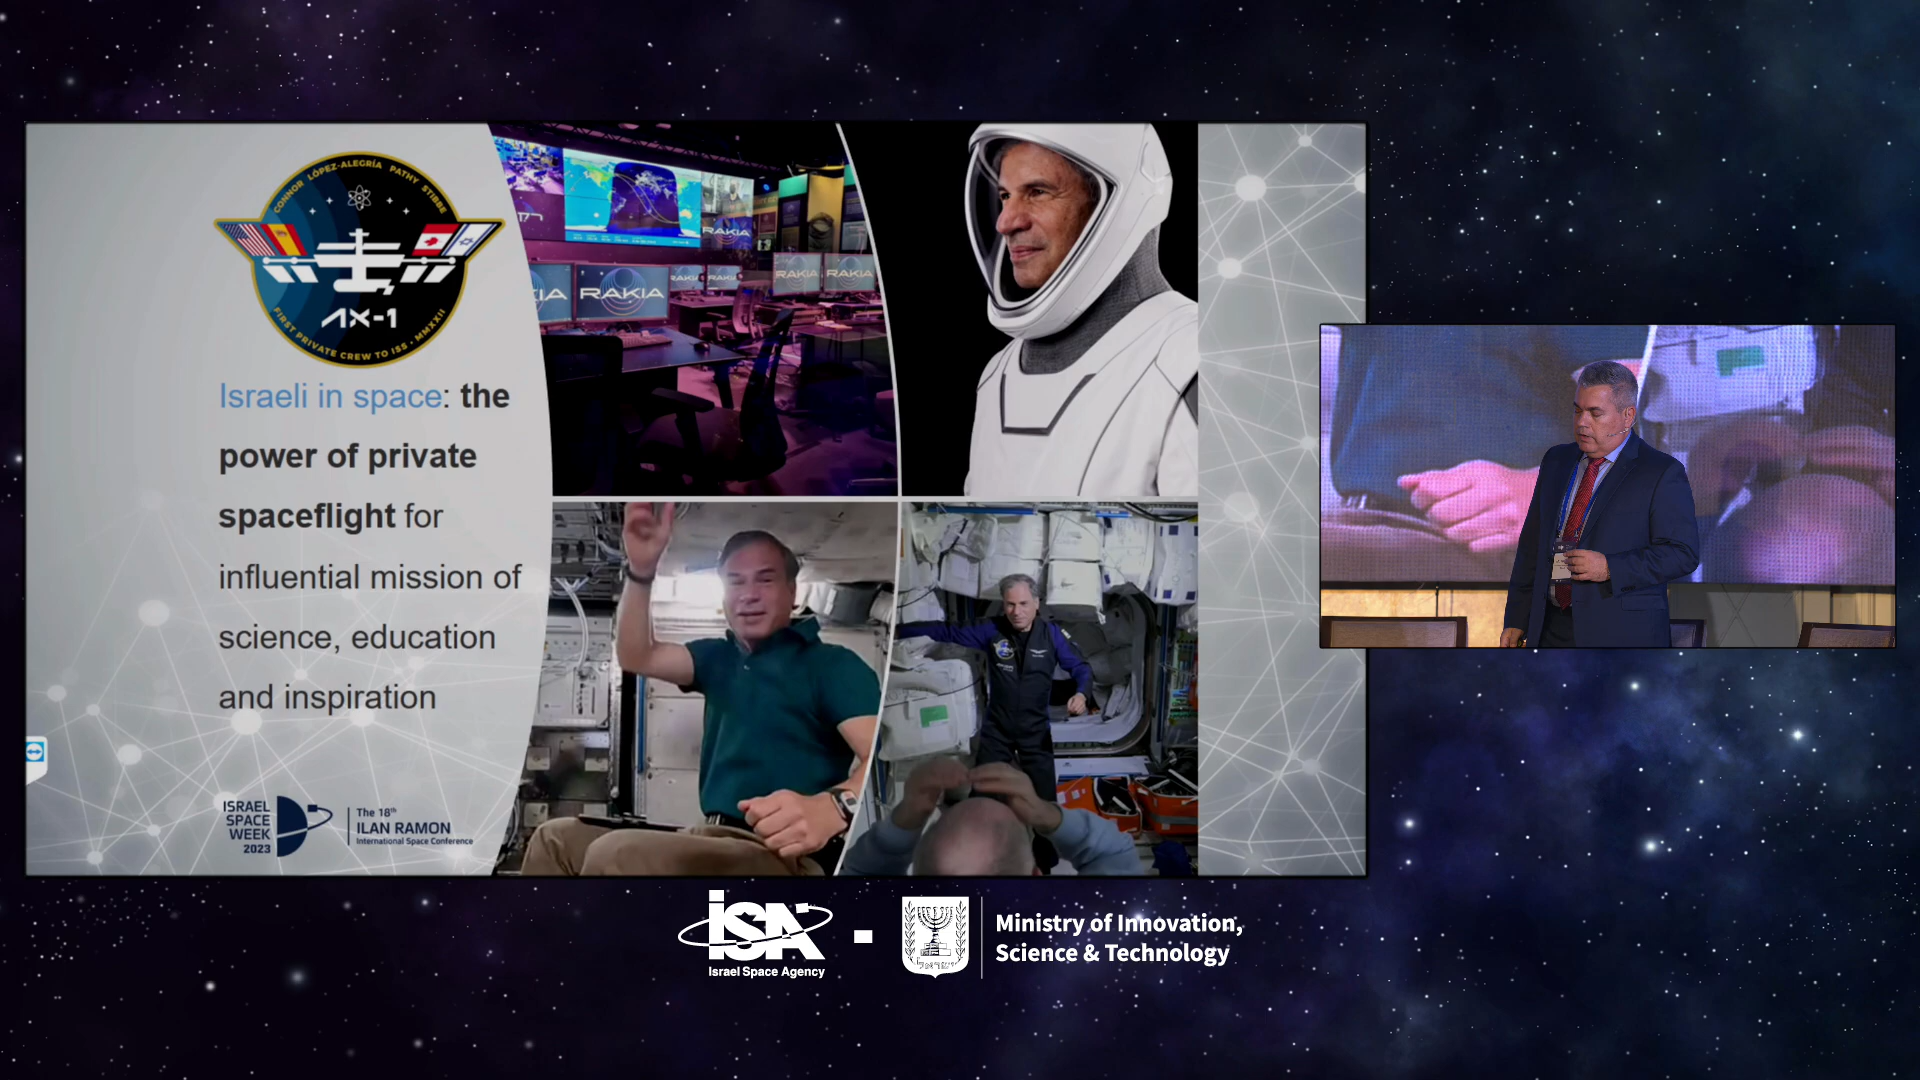 CONNOR LÓPEZ-ALEGRÍA PATHY STIBBE
AX-1
FIRST PRIVATE CREW TO ISS • MMXXII
Israeli in space: the
power of private
spaceflight for
influential mission of
science, education
and inspiration
ISRAEL
SPACE
WEEK
2023
The 18th
ILAN RAMON
International Space Conference
RAKIA
RAKIA
RAKIA
RAKIA
RAKIA
RAKIA
isa
Israel Space Agency
Ministry of Innovation,
Science & Technology